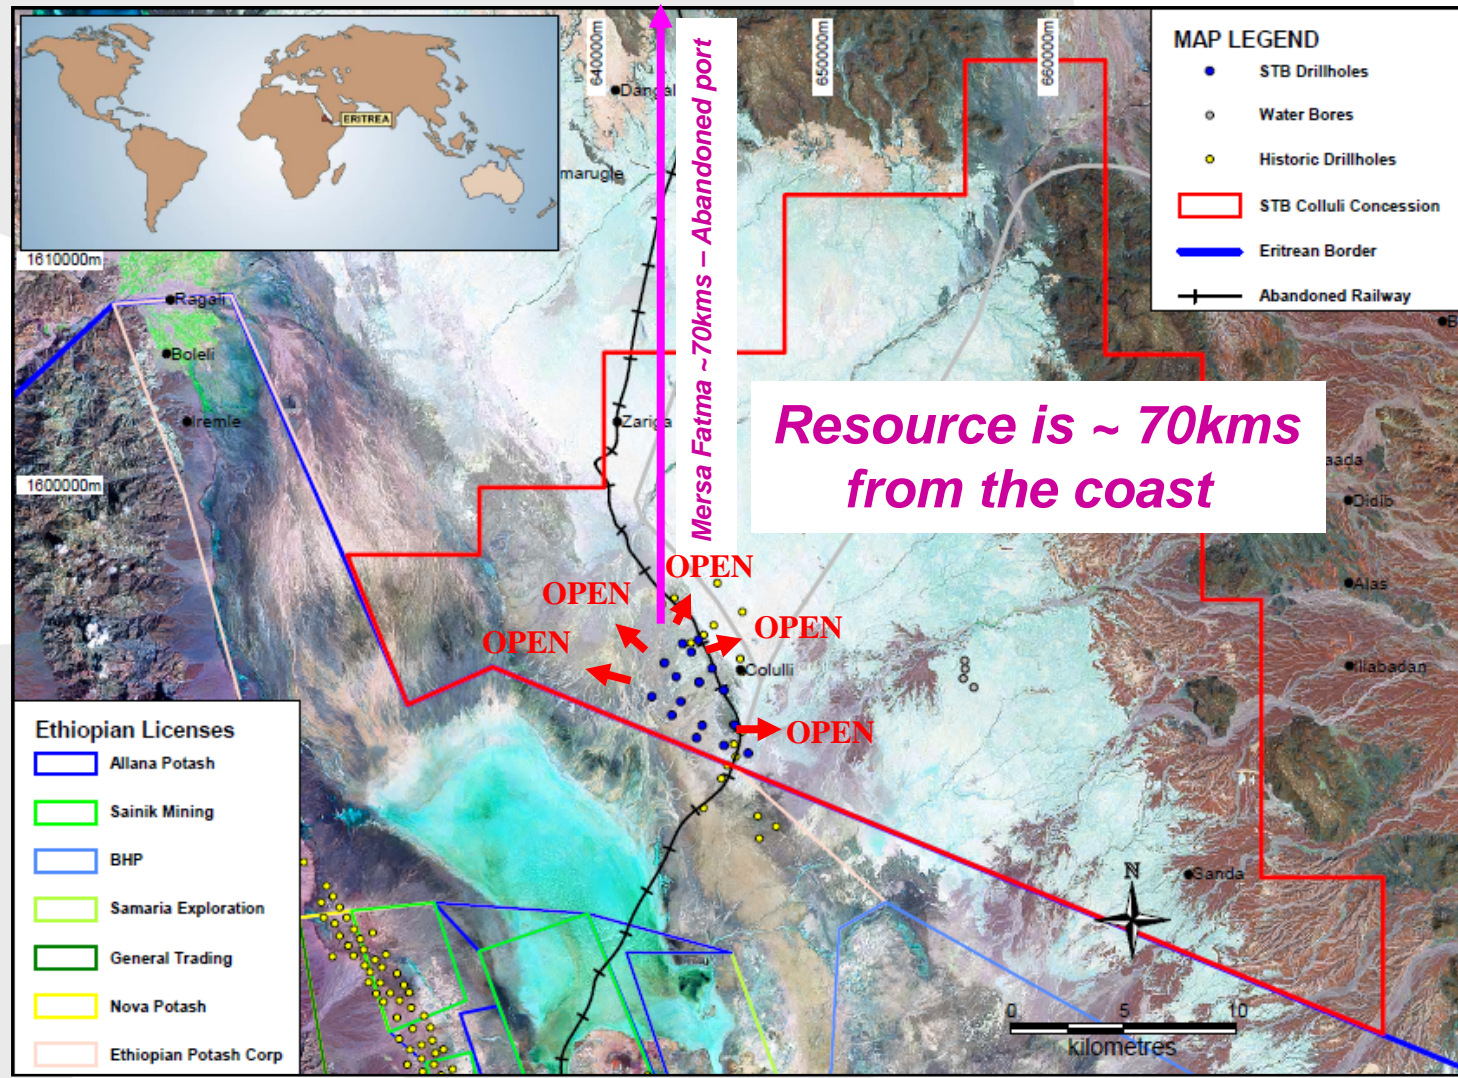 ERITREA
640000m
650000m
660000m
MAP LEGEND
STB Drillholes
Water Bores
Historic Drillholes
STB Colluli Concession
Eritrean Border
Abandoned Railway
Mersa Fatma ~70kms – Abandoned port
marugle
1610000m
Ragali
Boleli
Iremle
Zariga
1600000m
Resource is ~ 70kms
from the coast
aada
Didib
Alas
OPEN
OPEN
OPEN
OPEN
Colulli
OPEN
Ethiopian Licenses
Allana Potash
Sainik Mining
BHP
Samaria Exploration
General Trading
Nova Potash
Ethiopian Potash Corp
Sanda
N
0 5 10
kilometres